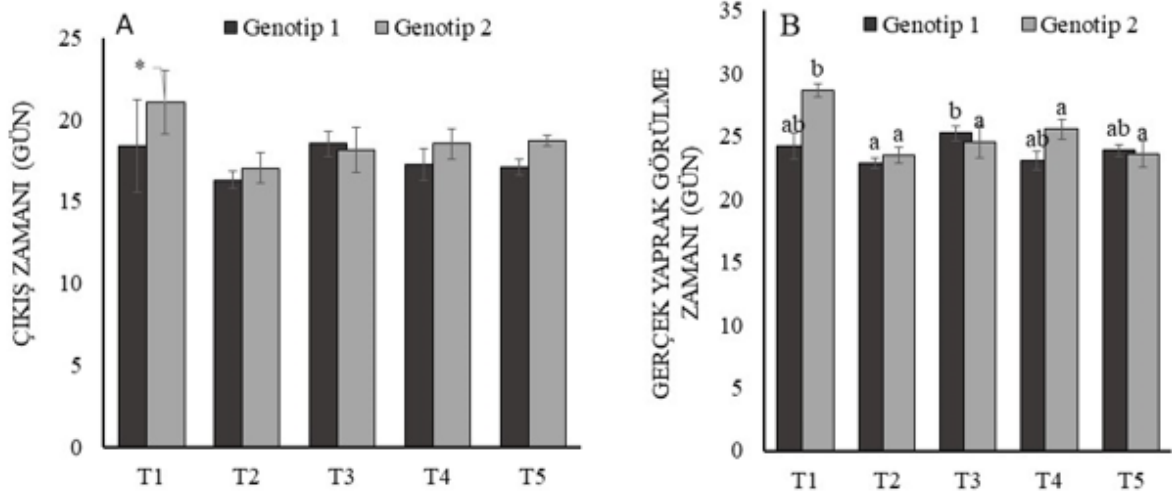 A
Genotip 1 Genotip 2
25
20
15
10
5
0
ÇIKIŞ ZAMANI (GÜN)
*
T1 T2 T3 T4 T5
B
Genotip 1 Genotip 2
35
30
25
20
15
10
5
0
GERÇEK YAPRAK GÖRÜLME
ZAMANI (GÜN)
ab b a a b a ab a ab a
T1 T2 T3 T4 T5